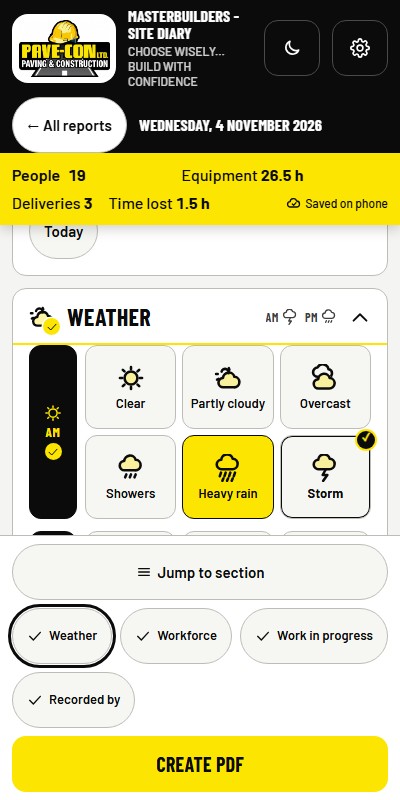 PAVE-CON LTD.
PAVING & CONSTRUCTION
MASTERBUILDERS -
SITE DIARY
CHOOSE WISELY...
BUILD WITH
CONFIDENCE
← All reports
WEDNESDAY, 4 NOVEMBER 2026
People 19
Equipment 26.5 h
Deliveries 3
Time lost 1.5 h
Saved on phone
Today
WEATHER
AM
PM
AM
Clear
Partly cloudy
Overcast
Showers
Heavy rain
Storm
Jump to section
Weather
Workforce
Work in progress
Recorded by
CREATE PDF